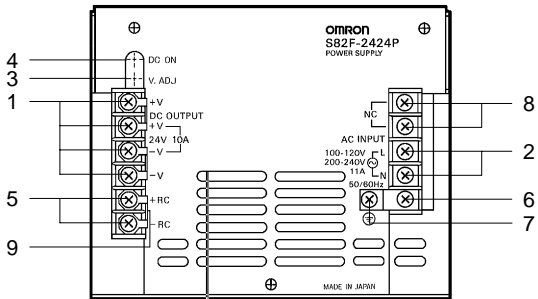 OMRON
S82F-2424P
POWER SUPPLY
4
DC ON
3
V. ADJ
1
+V
DC OUTPUT
+V
24V 10A
-V
-V
5
+RC
-RC
9
NC
8
AC INPUT
100-120V L
200-240V
11A N
50/60Hz
2
6
7
MADE IN JAPAN